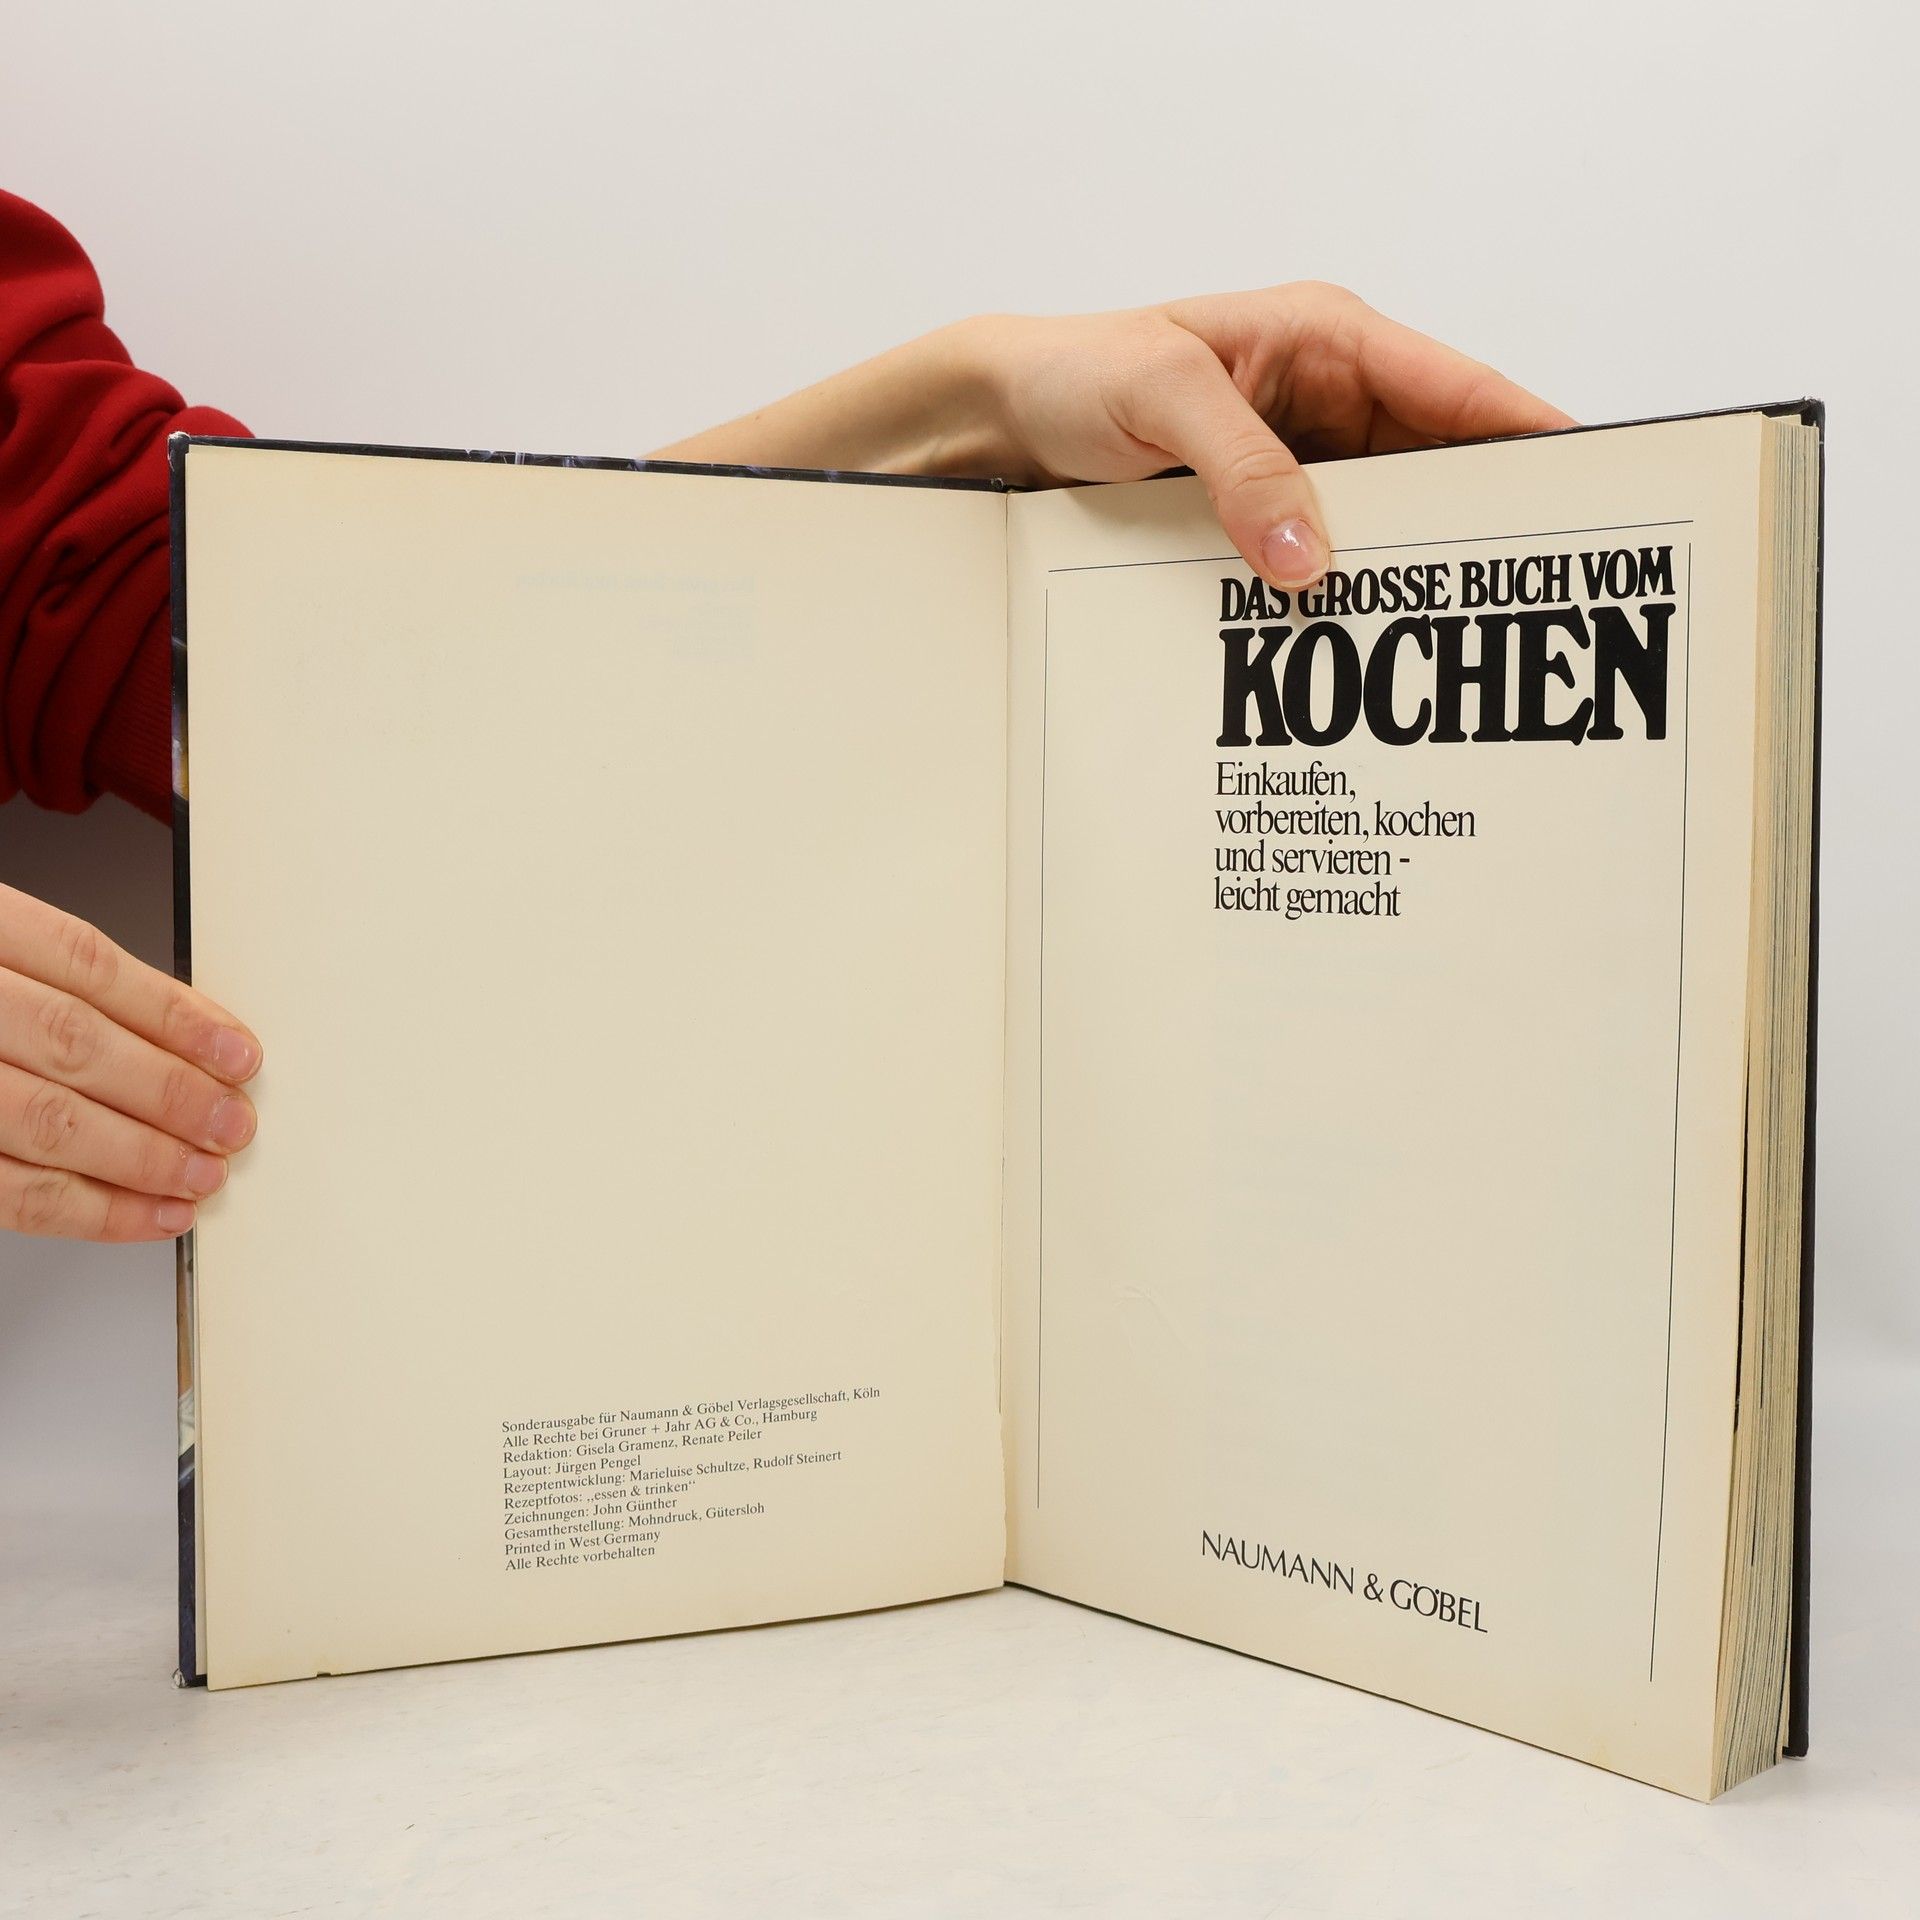 Sonderausgabe für Naumann & Göbel Verlagsgesellschaft, Köln
Alle Rechte bei Gruner + Jahr AG & Co., Hamburg
Redaktion: Gisela Gramenz, Renate Peiler
Layout: Jürgen Pengel
Rezeptentwicklung: Marieluise Schultze, Rudolf Steinert
Rezeptfotos: „essen & trinken“
Zeichnungen: John Günther
Gesamtherstellung: Mohndruck, Gütersloh
Printed in West Germany
Alle Rechte vorbehalten
DAS GROSSE BUCH VOM
KOCHEN
Einkaufen,
vorbereiten, kochen
und servieren -
leicht gemacht
NAUMANN & GÖBEL